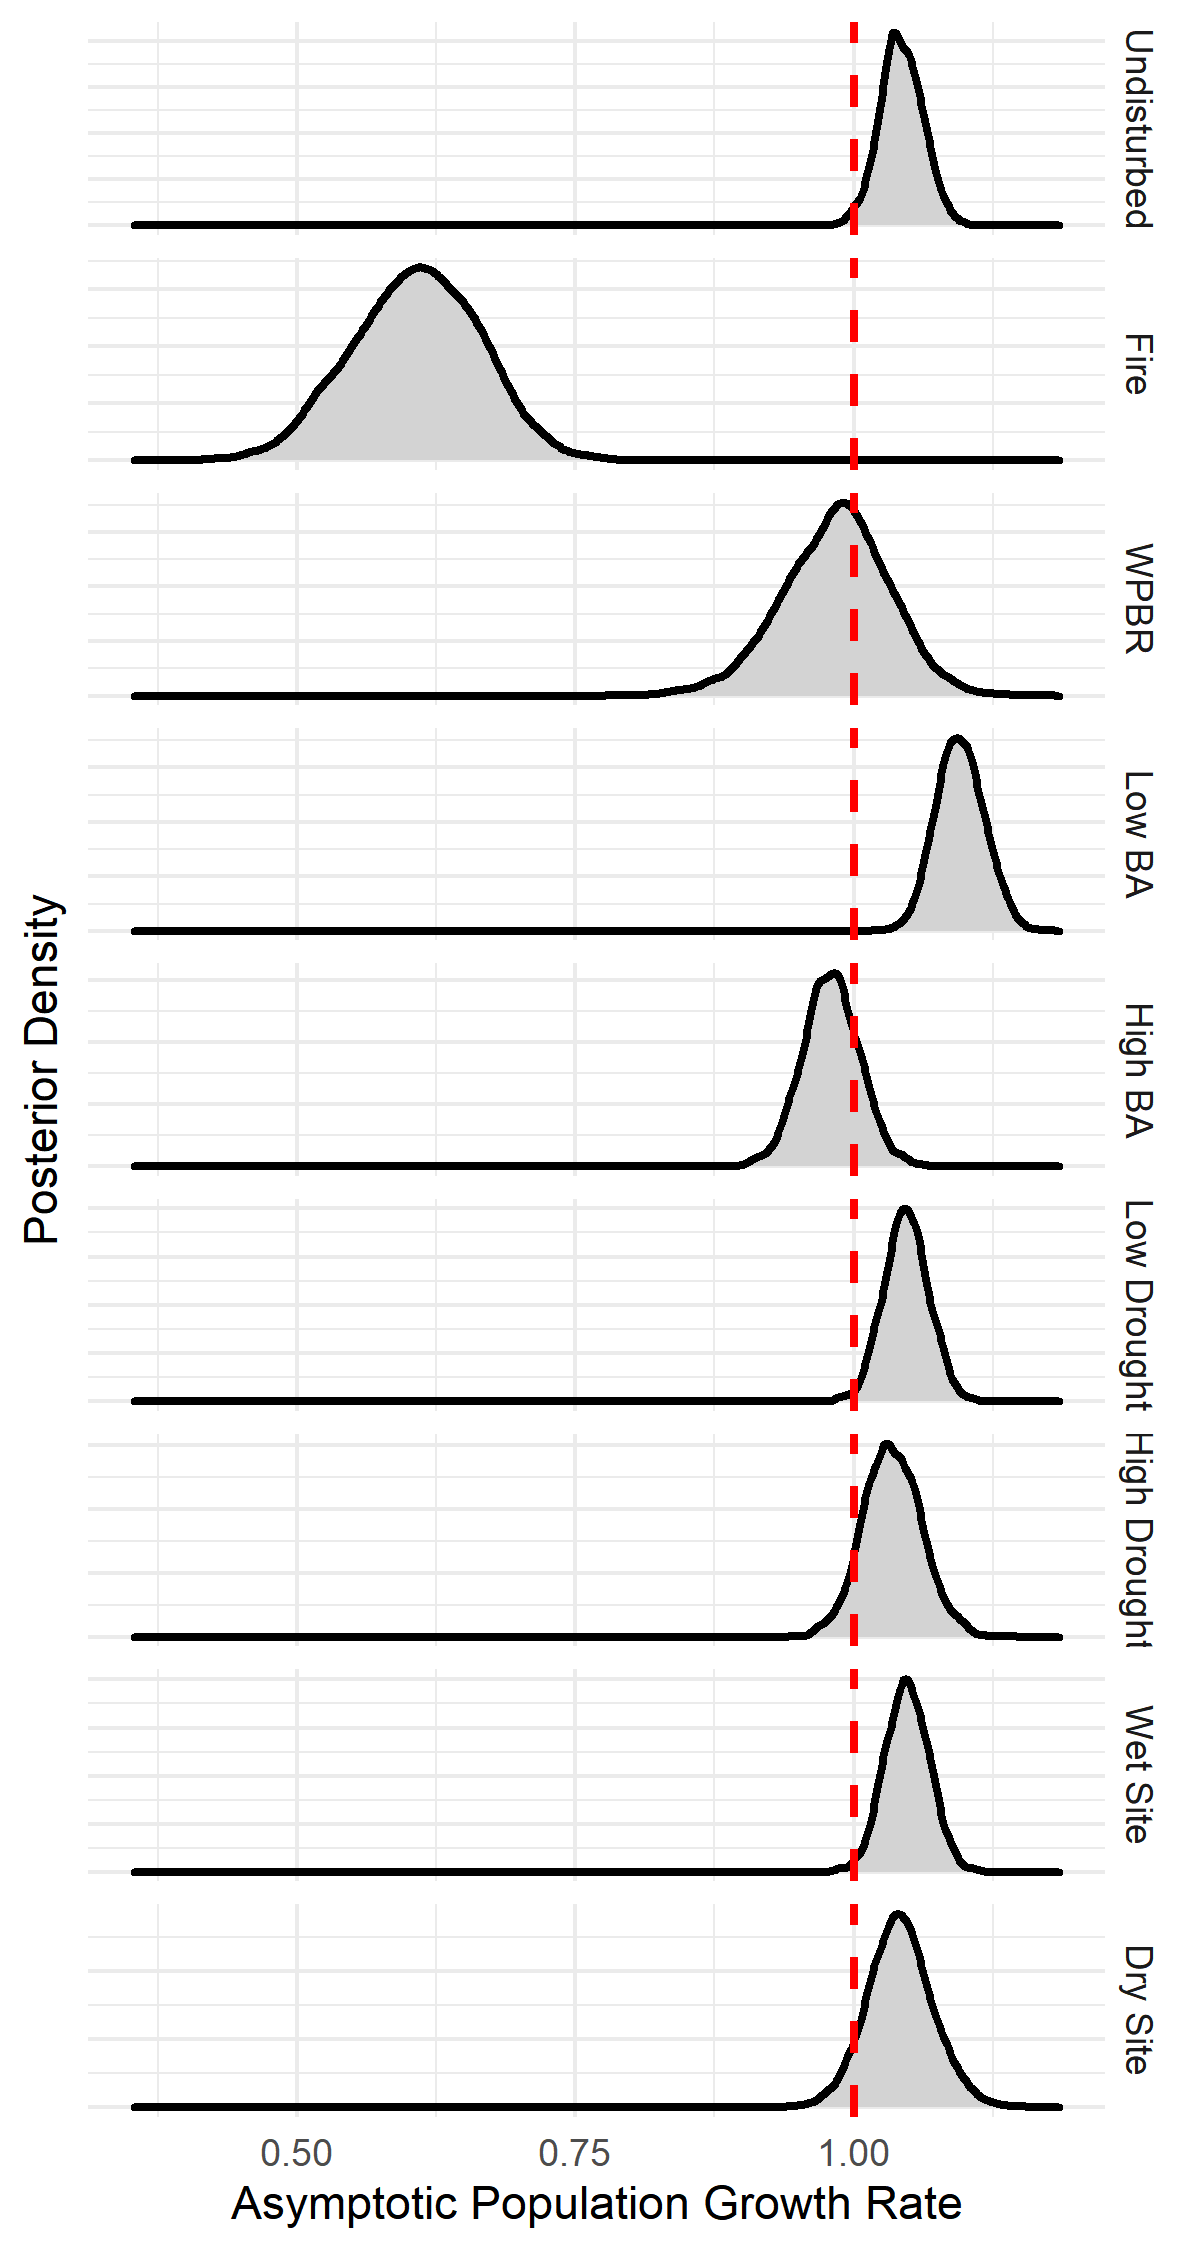 Undisturbed
Fire
WPBR
Low BA
High BA
Low Drought
High Drought
Wet Site
Dry Site
Posterior Density
0.50 0.75 1.00
Asymptotic Population Growth Rate